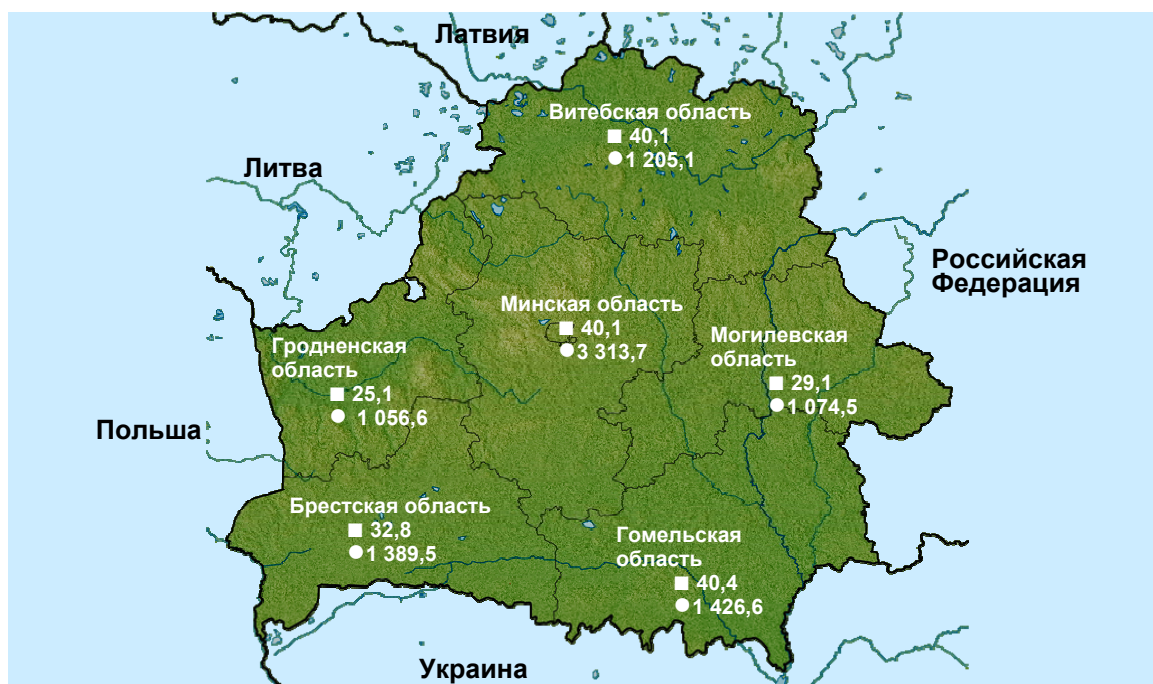 Латвия
Витебская область
40,1
1 205,1
Литва
Российская
Федерация
Минская область
40,1
3 313,7
Могилевская
область
29,1
1 074,5
Гродненская
область
25,1
1 056,6
Польша
Брестская область
32,8
1 389,5
Гомельская
область
40,4
1 426,6
Украина